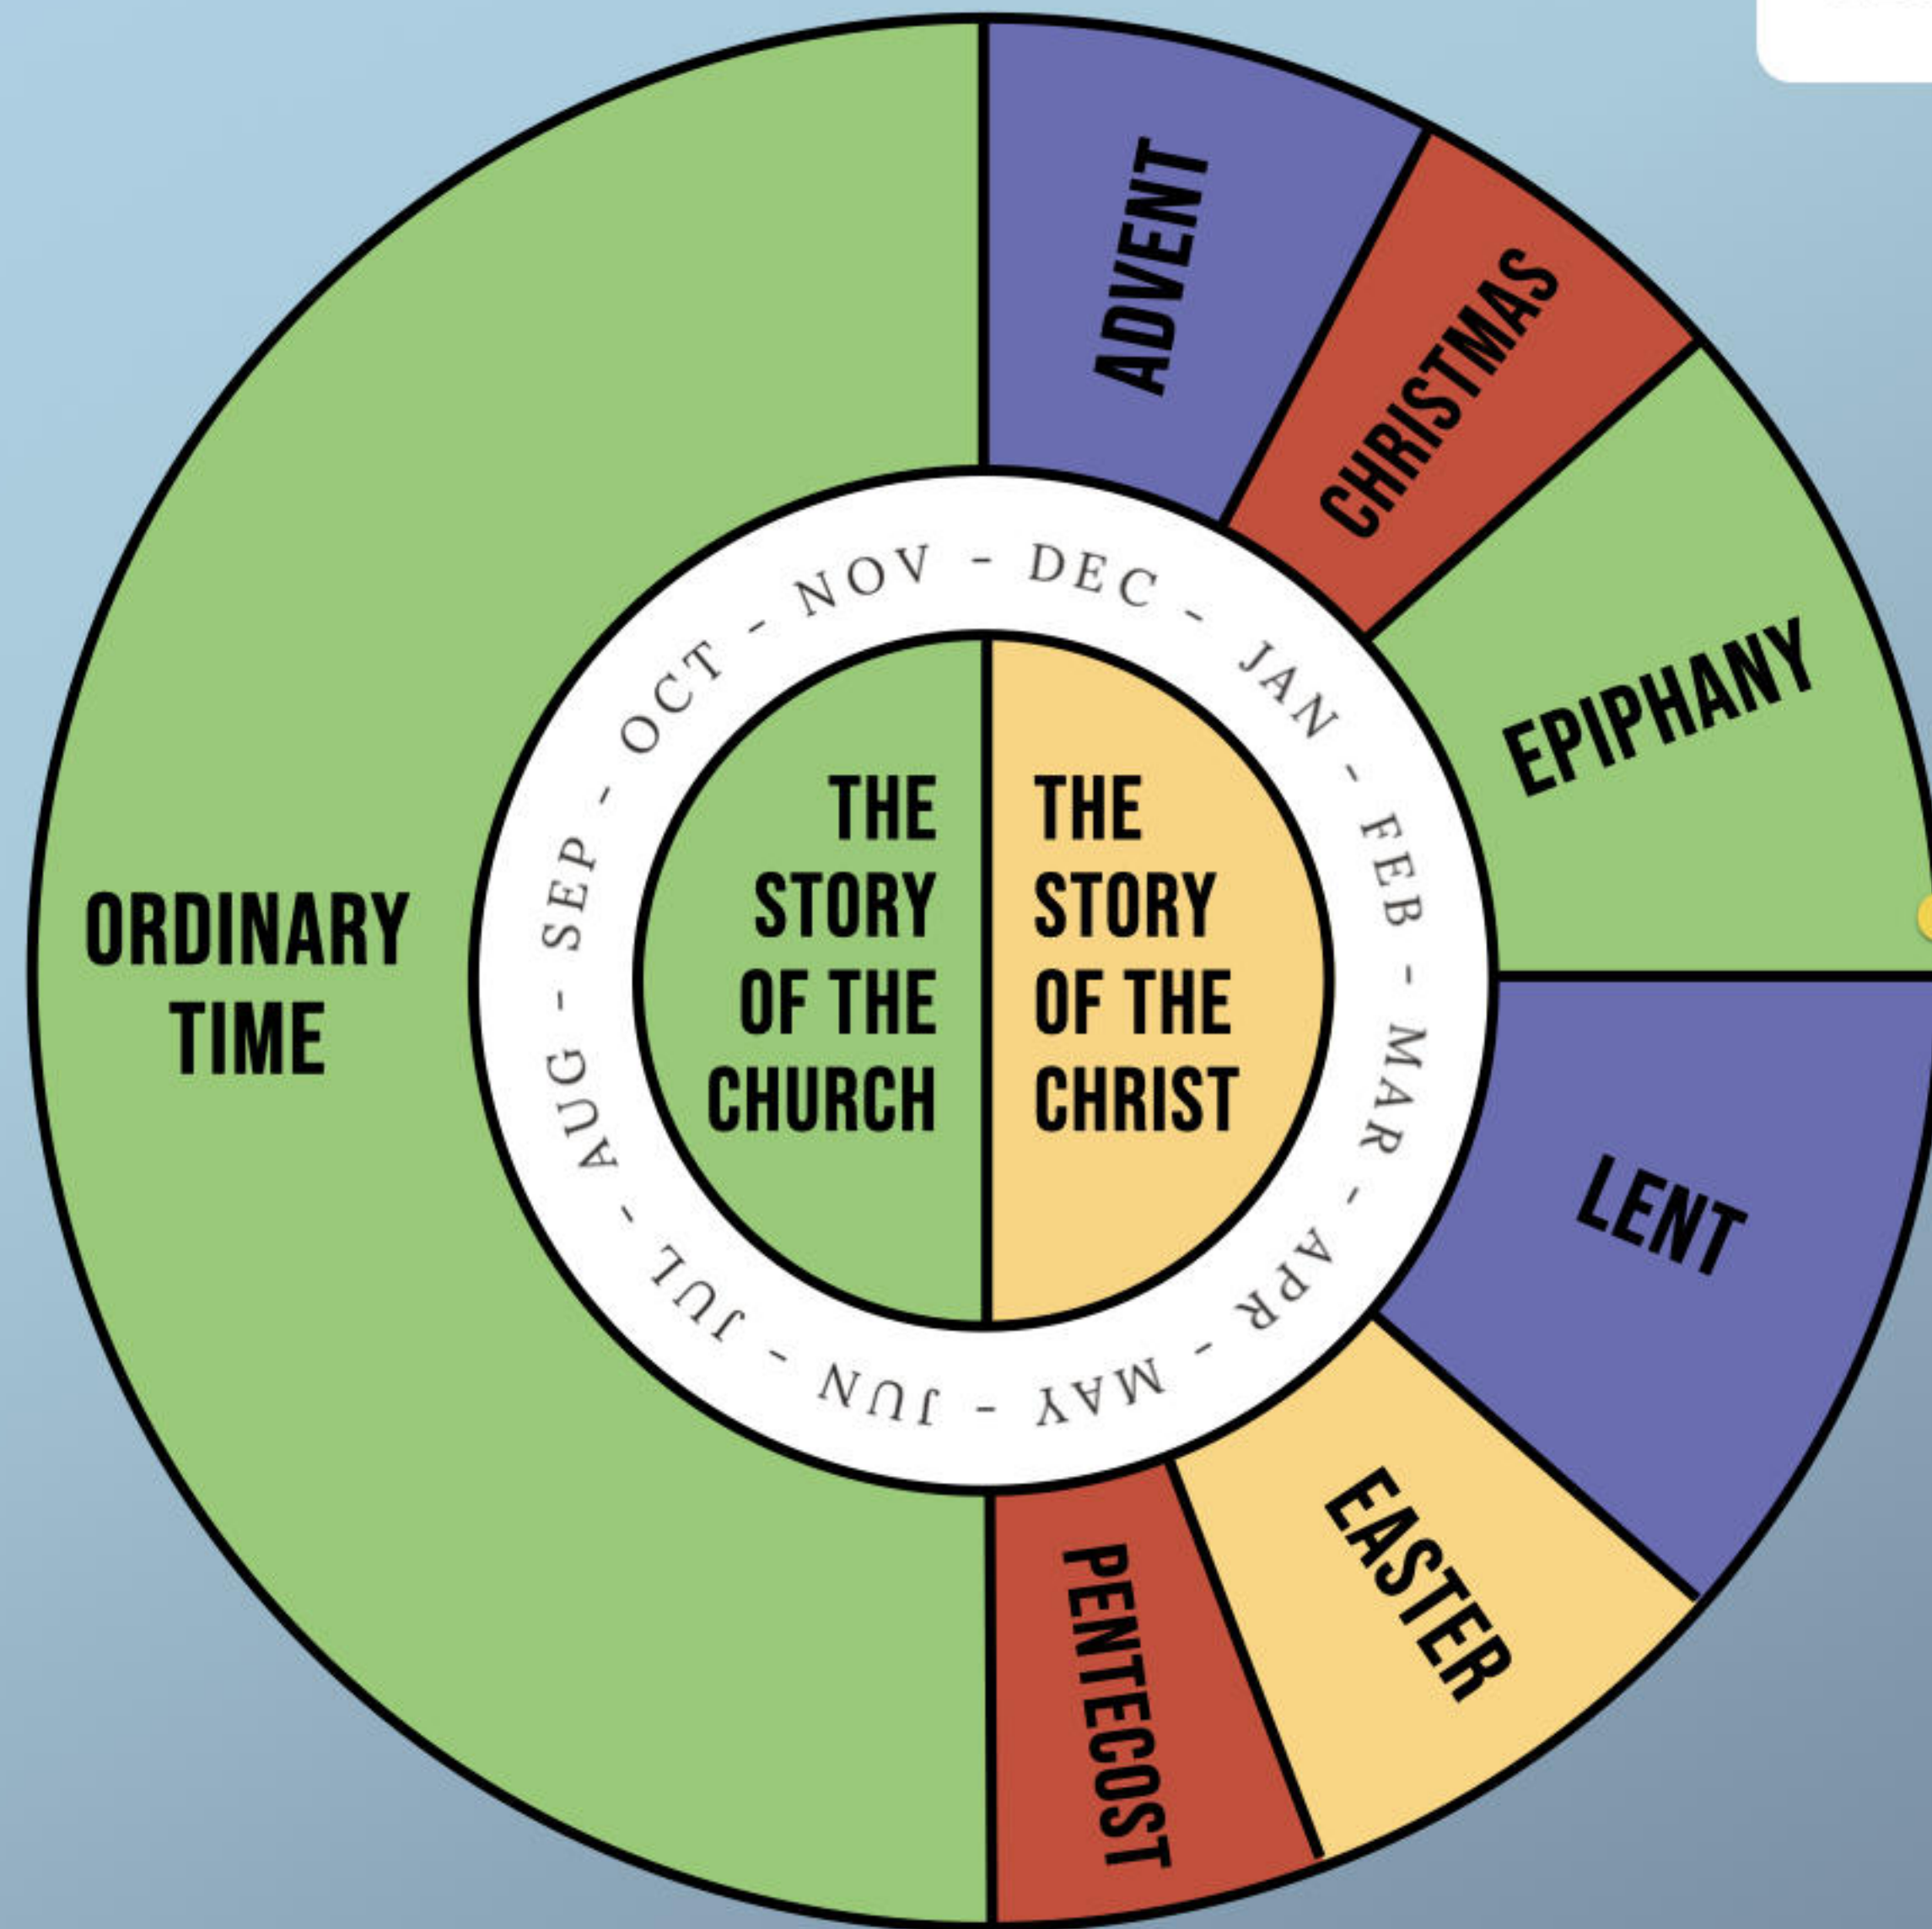 ADVENT
CHRISTMAS
EPIPHANY
LENT
EASTER
PENTECOST
ORDINARY
TIME
DEC - JAN - FEB - MAR - APR - MAY - JUN - JUL - AUG - SEP - OCT - NOV -
THE
STORY
OF THE
CHURCH
THE
STORY
OF THE
CHRIST